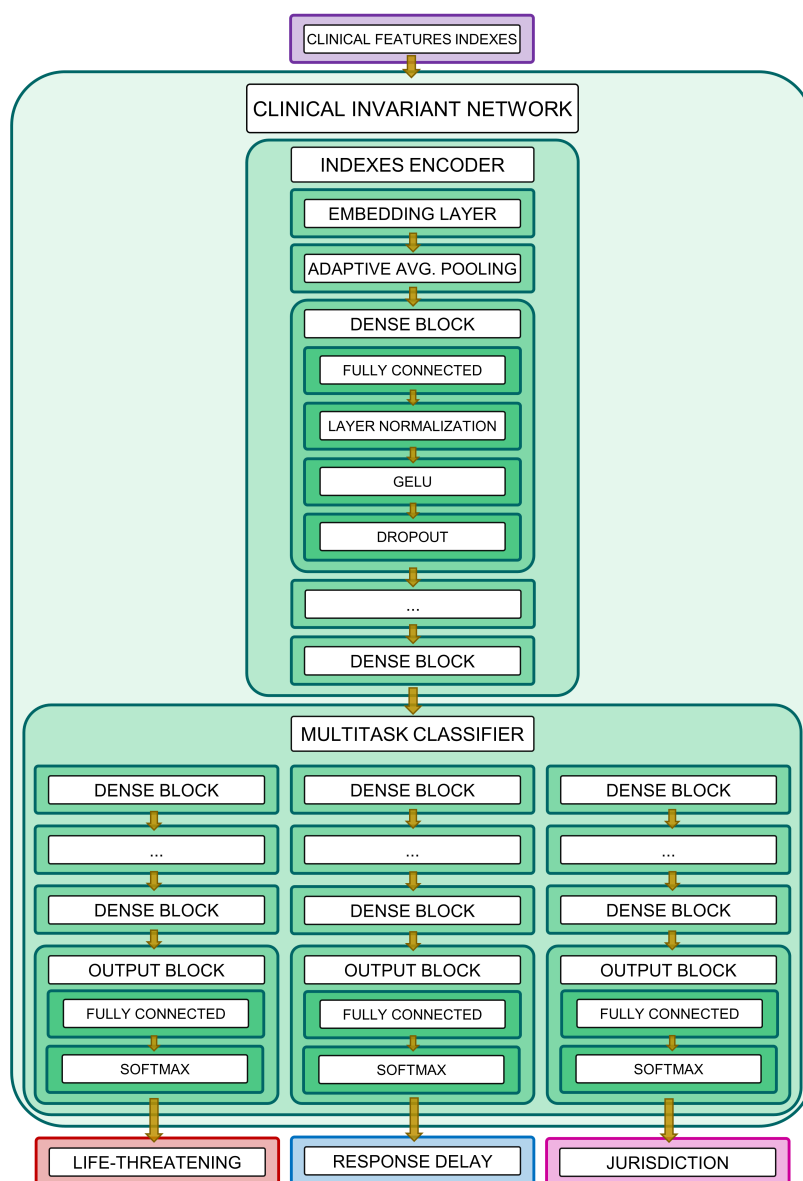 CLINICAL FEATURES INDEXES
CLINICAL INVARIANT NETWORK
INDEXES ENCODER
EMBEDDING LAYER
ADAPTIVE AVG. POOLING
DENSE BLOCK
FULLY CONNECTED
LAYER NORMALIZATION
GELU
DROPOUT
...
DENSE BLOCK
MULTITASK CLASSIFIER
DENSE BLOCK
...
DENSE BLOCK
OUTPUT BLOCK
FULLY CONNECTED
SOFTMAX
LIFE-THREATENING
DENSE BLOCK
...
DENSE BLOCK
OUTPUT BLOCK
FULLY CONNECTED
SOFTMAX
RESPONSE DELAY
DENSE BLOCK
...
DENSE BLOCK
OUTPUT BLOCK
FULLY CONNECTED
SOFTMAX
JURISDICTION